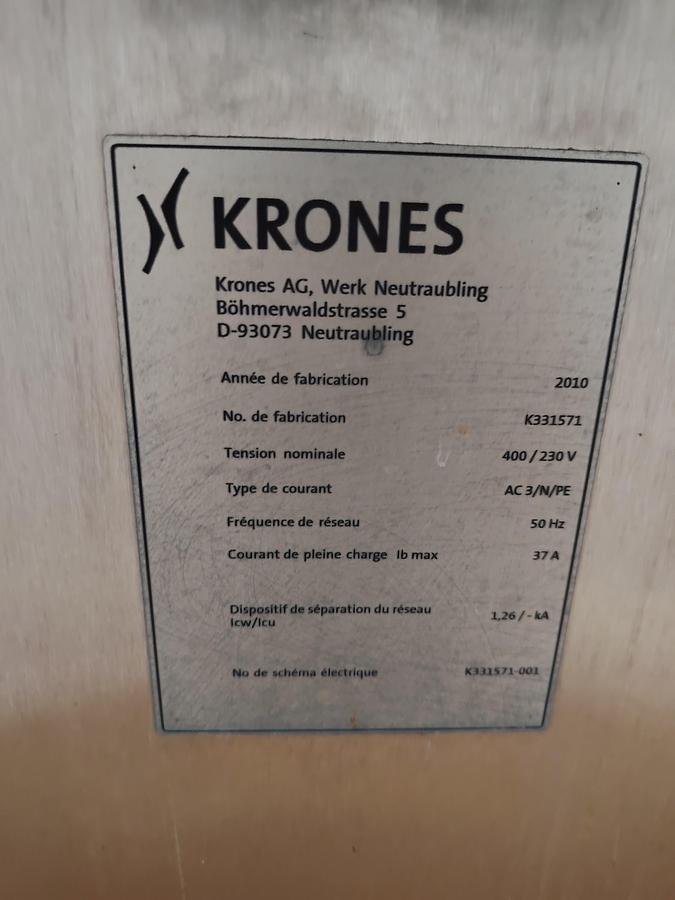 KRONES
Krones AG, Werk Neutraubling
Böhmerwaldstrasse 5
D-93073 Neutraubling
Année de fabrication 2010
No. de fabrication K331571
Tension nominale 400 / 230 V
Type de courant AC 3/N/PE
Fréquence de réseau 50 Hz
Courant de pleine charge Ib max 37 A
Dispositif de séparation du réseau 1,26 / - kA
Icw/Icu
No de schéma électrique K331571-001